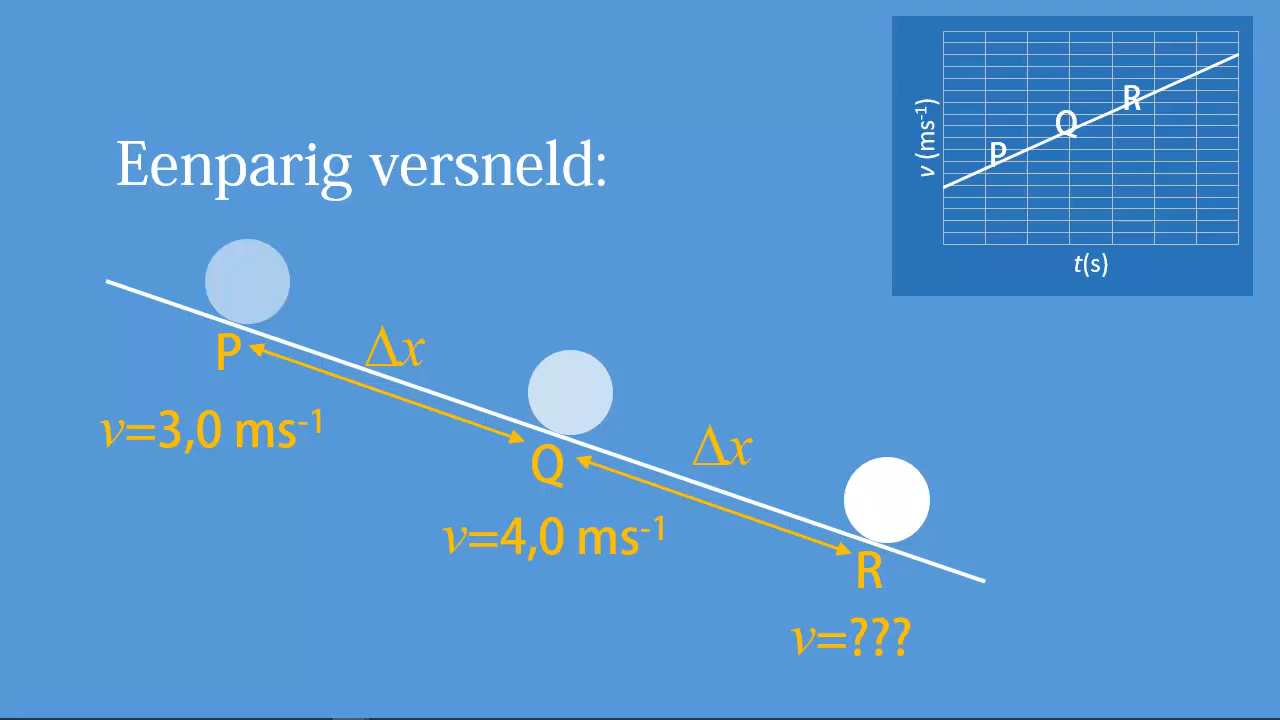 Eenparig versneld:
v (ms⁻¹)
P
Q
R
t(s)
P
Δx
v=3,0 ms⁻¹
Q
Δx
v=4,0 ms⁻¹
R
v=???